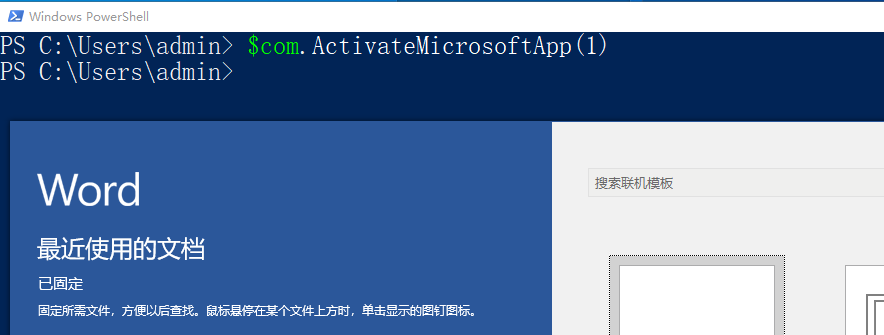 Windows PowerShell
PS C:\Users\admin> $com.ActivateMicrosoftApp(1)
PS C:\Users\admin>
Word
搜索联机模板
最近使用的文档
已固定
固定所需文件，方便以后查找。鼠标悬停在某个文件上方时，单击显示的图钉图标。